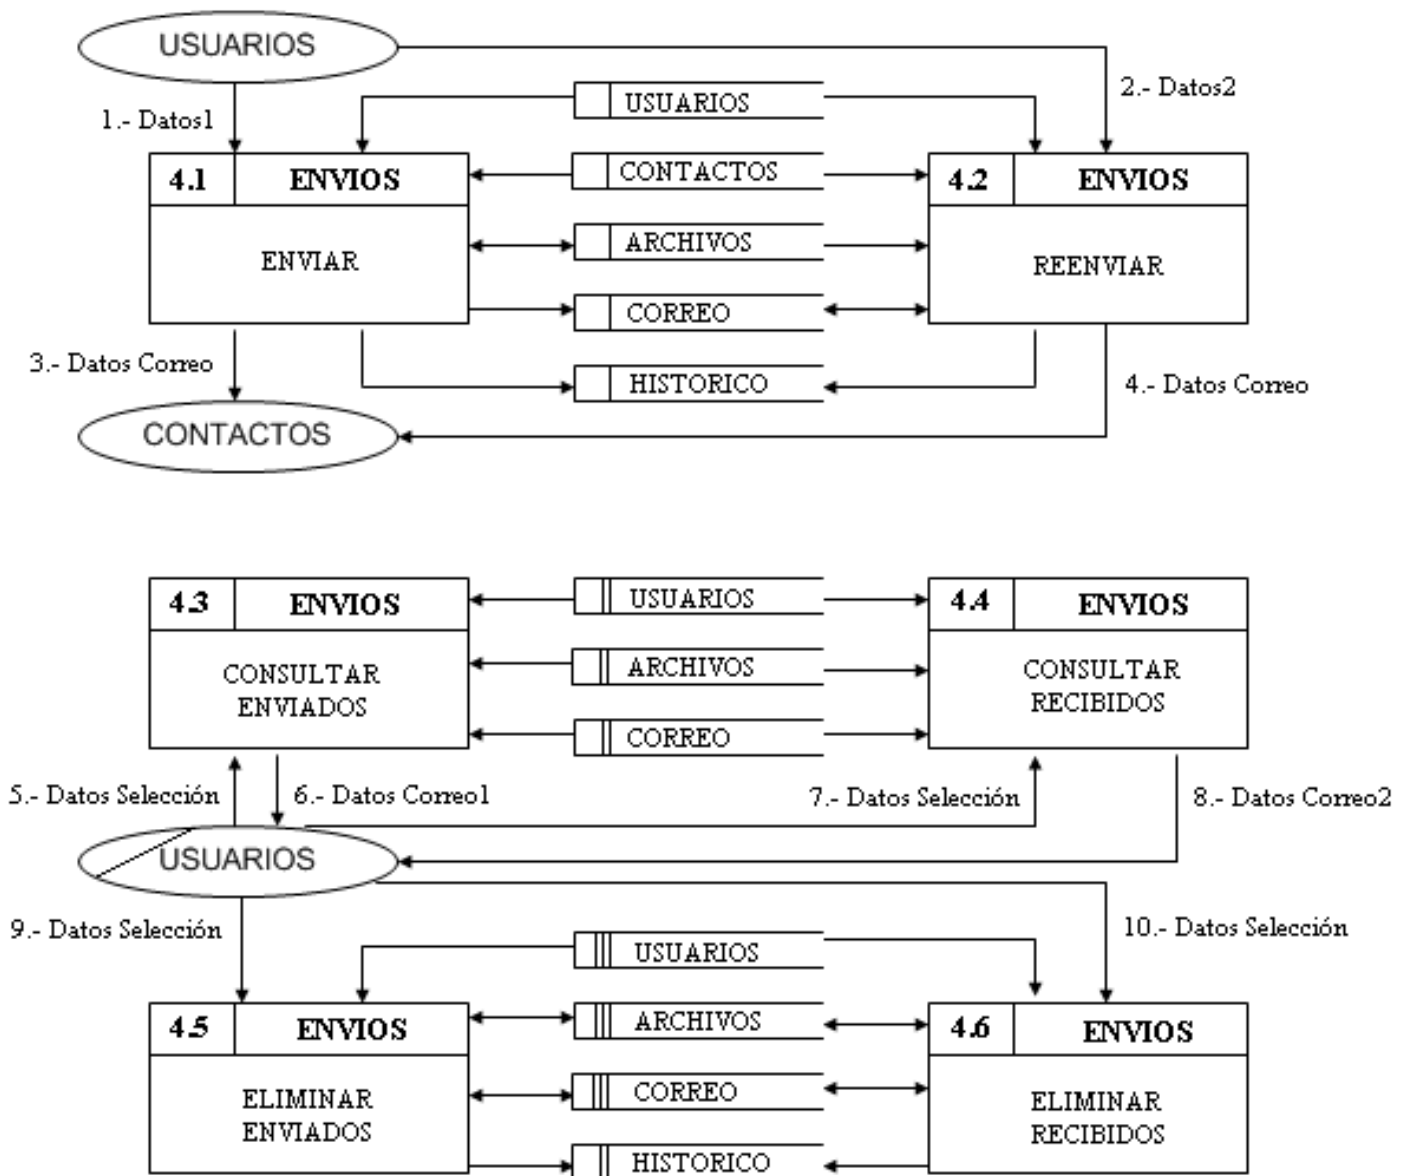 USUARIOS
2.- Datos2
USUARIOS
1.- Datos1
4.1 ENVIOS
CONTACTOS
4.2 ENVIOS
ARCHIVOS
ENVIAR
REENVIAR
CORREO
3.- Datos Correo
HISTORICO
4.- Datos Correo
CONTACTOS
4.3 ENVIOS
USUARIOS
4.4 ENVIOS
CONSULTAR
ENVIADOS
ARCHIVOS
CONSULTAR
RECIBIDOS
CORREO
5.- Datos Selección
6.- Datos Correo1
7.- Datos Selección
8.- Datos Correo2
USUARIOS
9.- Datos Selección
10.- Datos Selección
USUARIOS
4.5 ENVIOS
ARCHIVOS
4.6 ENVIOS
ELIMINAR
ENVIADOS
CORREO
ELIMINAR
RECIBIDOS
HISTORICO